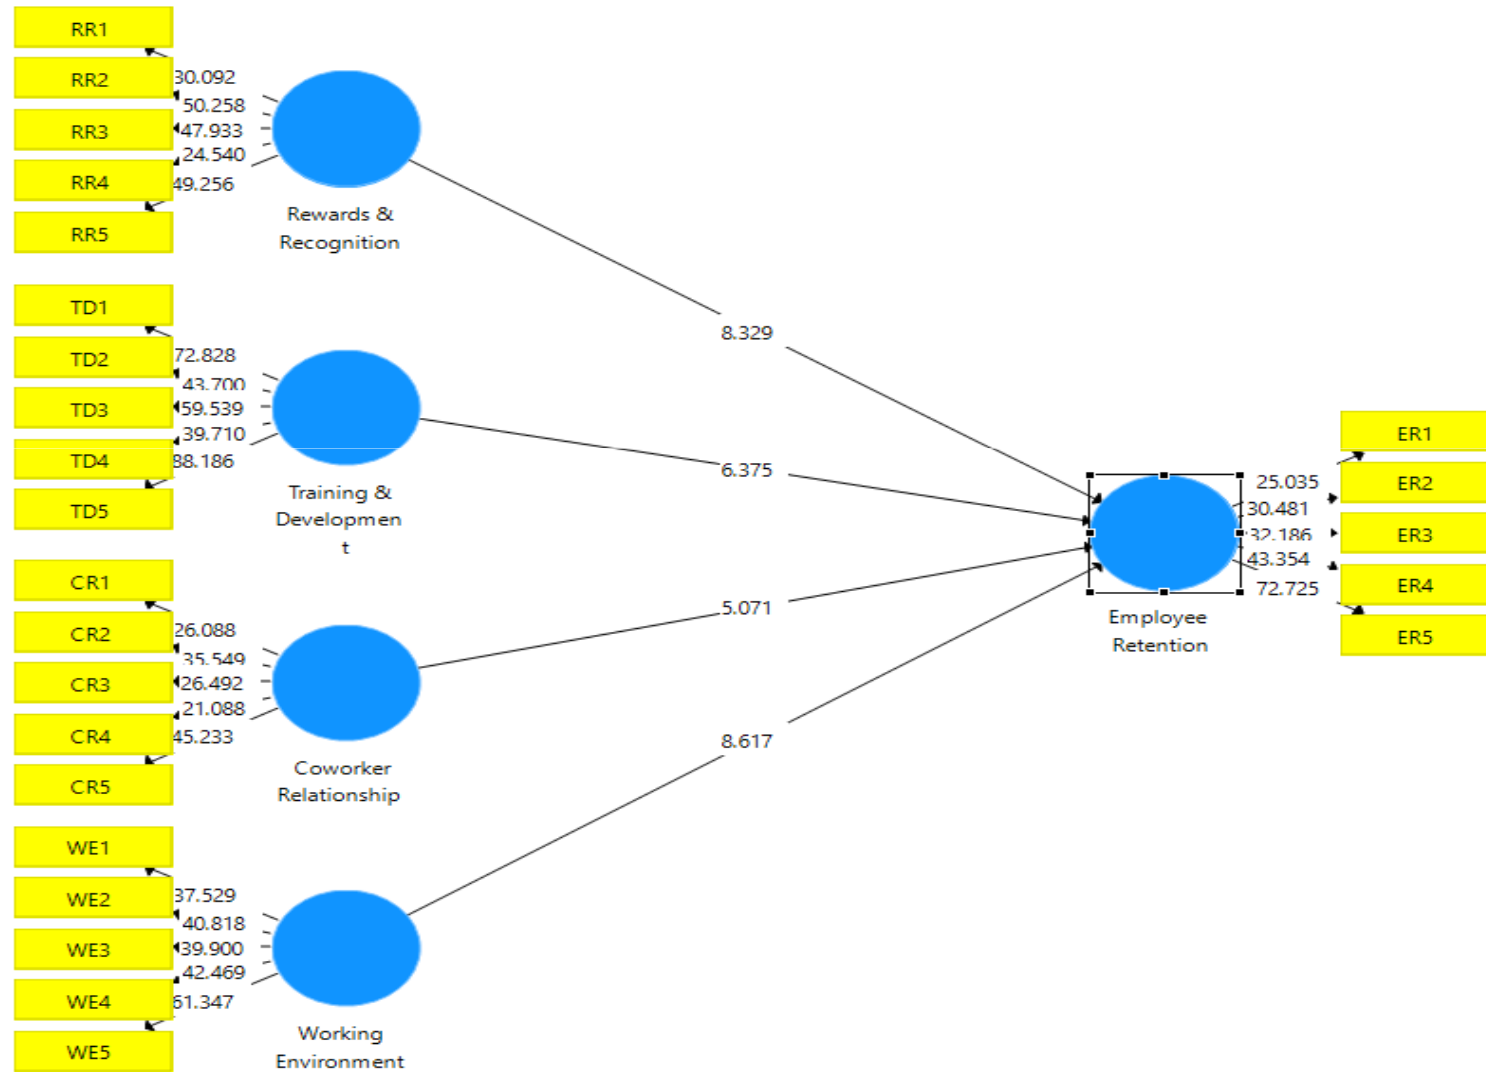 RR1
30.092
RR2
50.258
RR3
47.933
24.540
RR4
49.256
RR5
Rewards &
Recognition
TD1
72.828
TD2
43.700
TD3
59.539
39.710
TD4
88.186
TD5
Training &
Developmen
t
CR1
26.088
CR2
35.549
CR3
26.492
21.088
CR4
45.233
CR5
Coworker
Relationship
WE1
37.529
WE2
40.818
WE3
39.900
42.469
WE4
61.347
WE5
Working
Environment
8.329
6.375
5.071
8.617
Employee
Retention
25.035
30.481
32.186
43.354
72.725
ER1
ER2
ER3
ER4
ER5